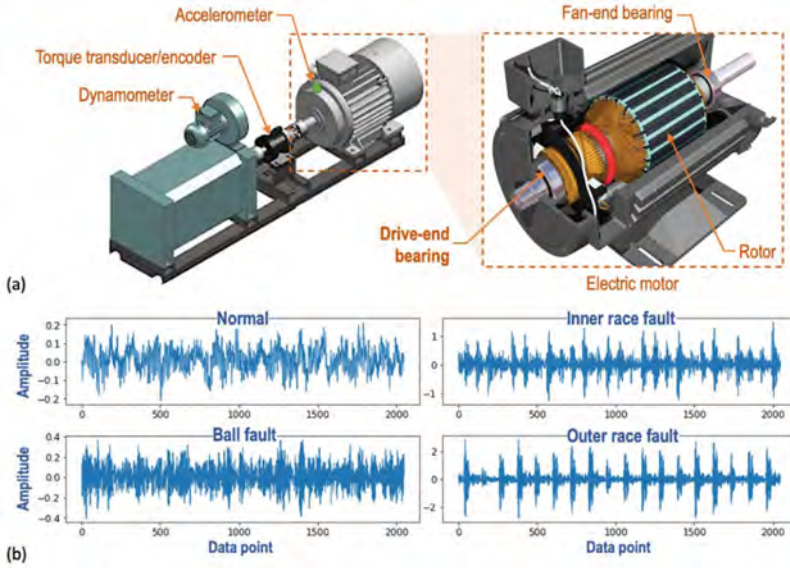 Accelerometer
Torque transducer/encoder
Dynamometer
Fan-end bearing
Drive-end
bearing
Rotor
Electric motor
(a)
Normal
Inner race fault
Amplitude
0.2
0.1
0.0
−0.1
−0.2
1
0
−1
0 500 1000 1500 2000
0 500 1000 1500 2000
Ball fault
Outer race fault
Amplitude
0.4
0.2
0.0
−0.2
−0.4
2
0
−2
0 500 1000 1500 2000
0 500 1000 1500 2000
Data point
Data point
(b)